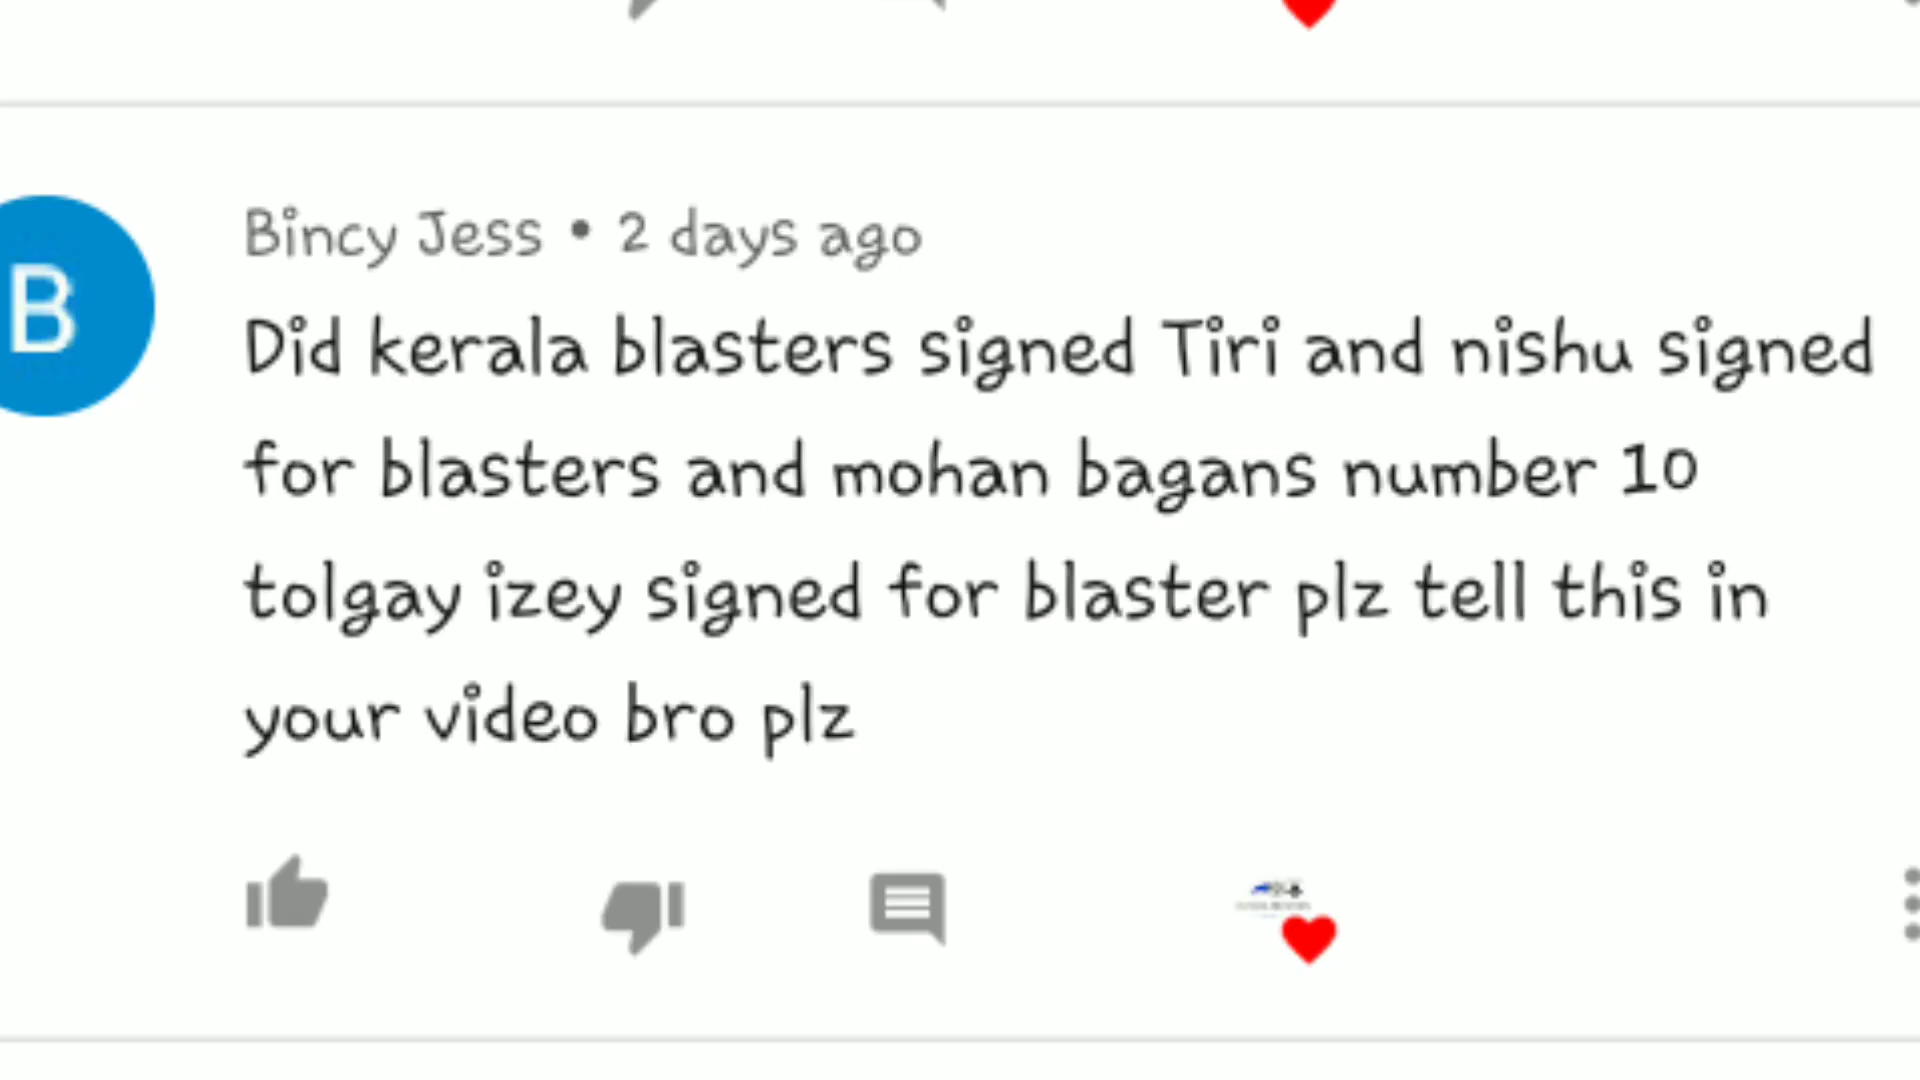 Bincy Jess • 2 days ago
B
Did kerala blasters signed Tiri and nishu signed
for blasters and mohan bagans number 10
tolgay izey signed for blaster plz tell this in
your video bro plz